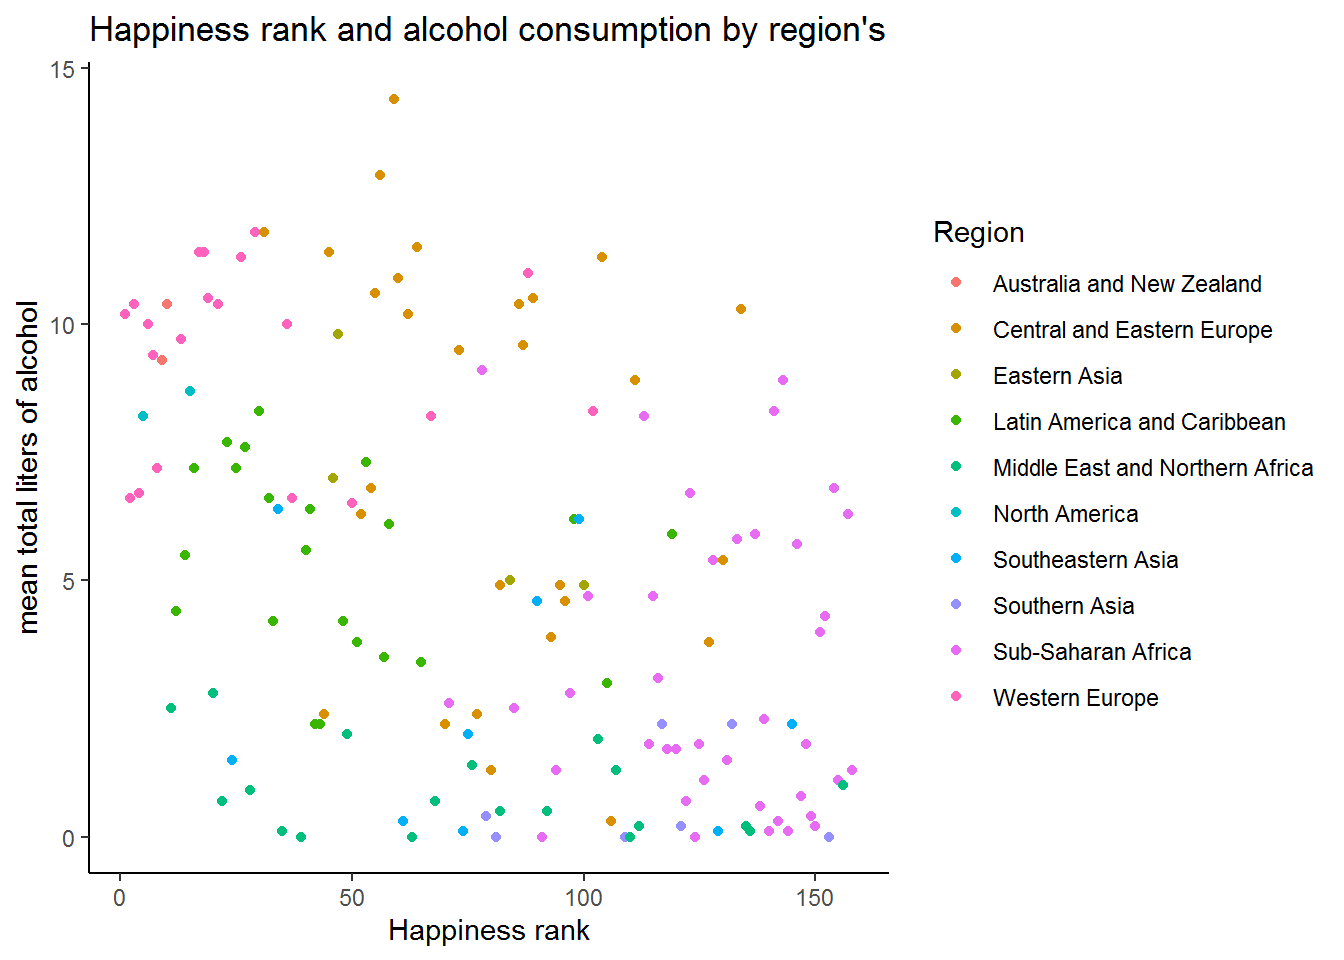 Happiness rank and alcohol consumption by region's
15
10
5
0
mean total liters of alcohol
0 50 100 150
Happiness rank
Region
Australia and New Zealand
Central and Eastern Europe
Eastern Asia
Latin America and Caribbean
Middle East and Northern Africa
North America
Southeastern Asia
Southern Asia
Sub-Saharan Africa
Western Europe